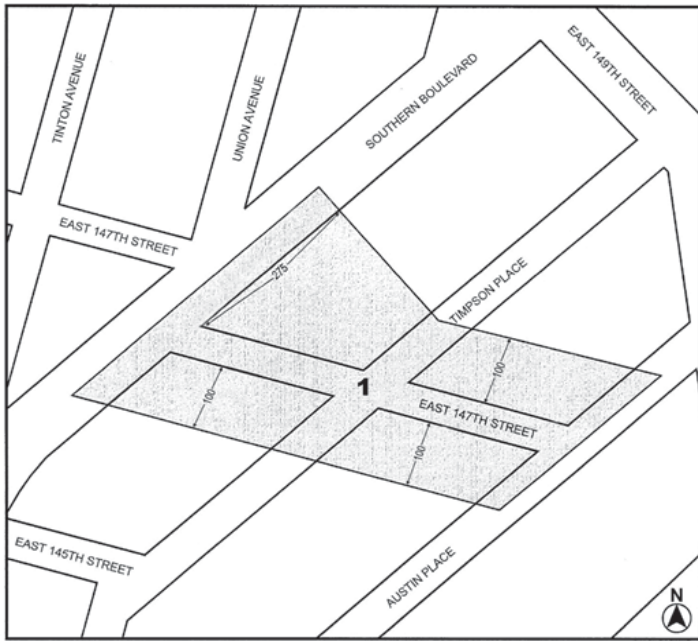 EAST 149TH STREET
SOUTHERN BOULEVARD
TINTON AVENUE
UNION AVENUE
EAST 147TH STREET
275
TIMPSON PLACE
100
1
100
EAST 147TH STREET
100
EAST 145TH STREET
AUSTIN PLACE
N